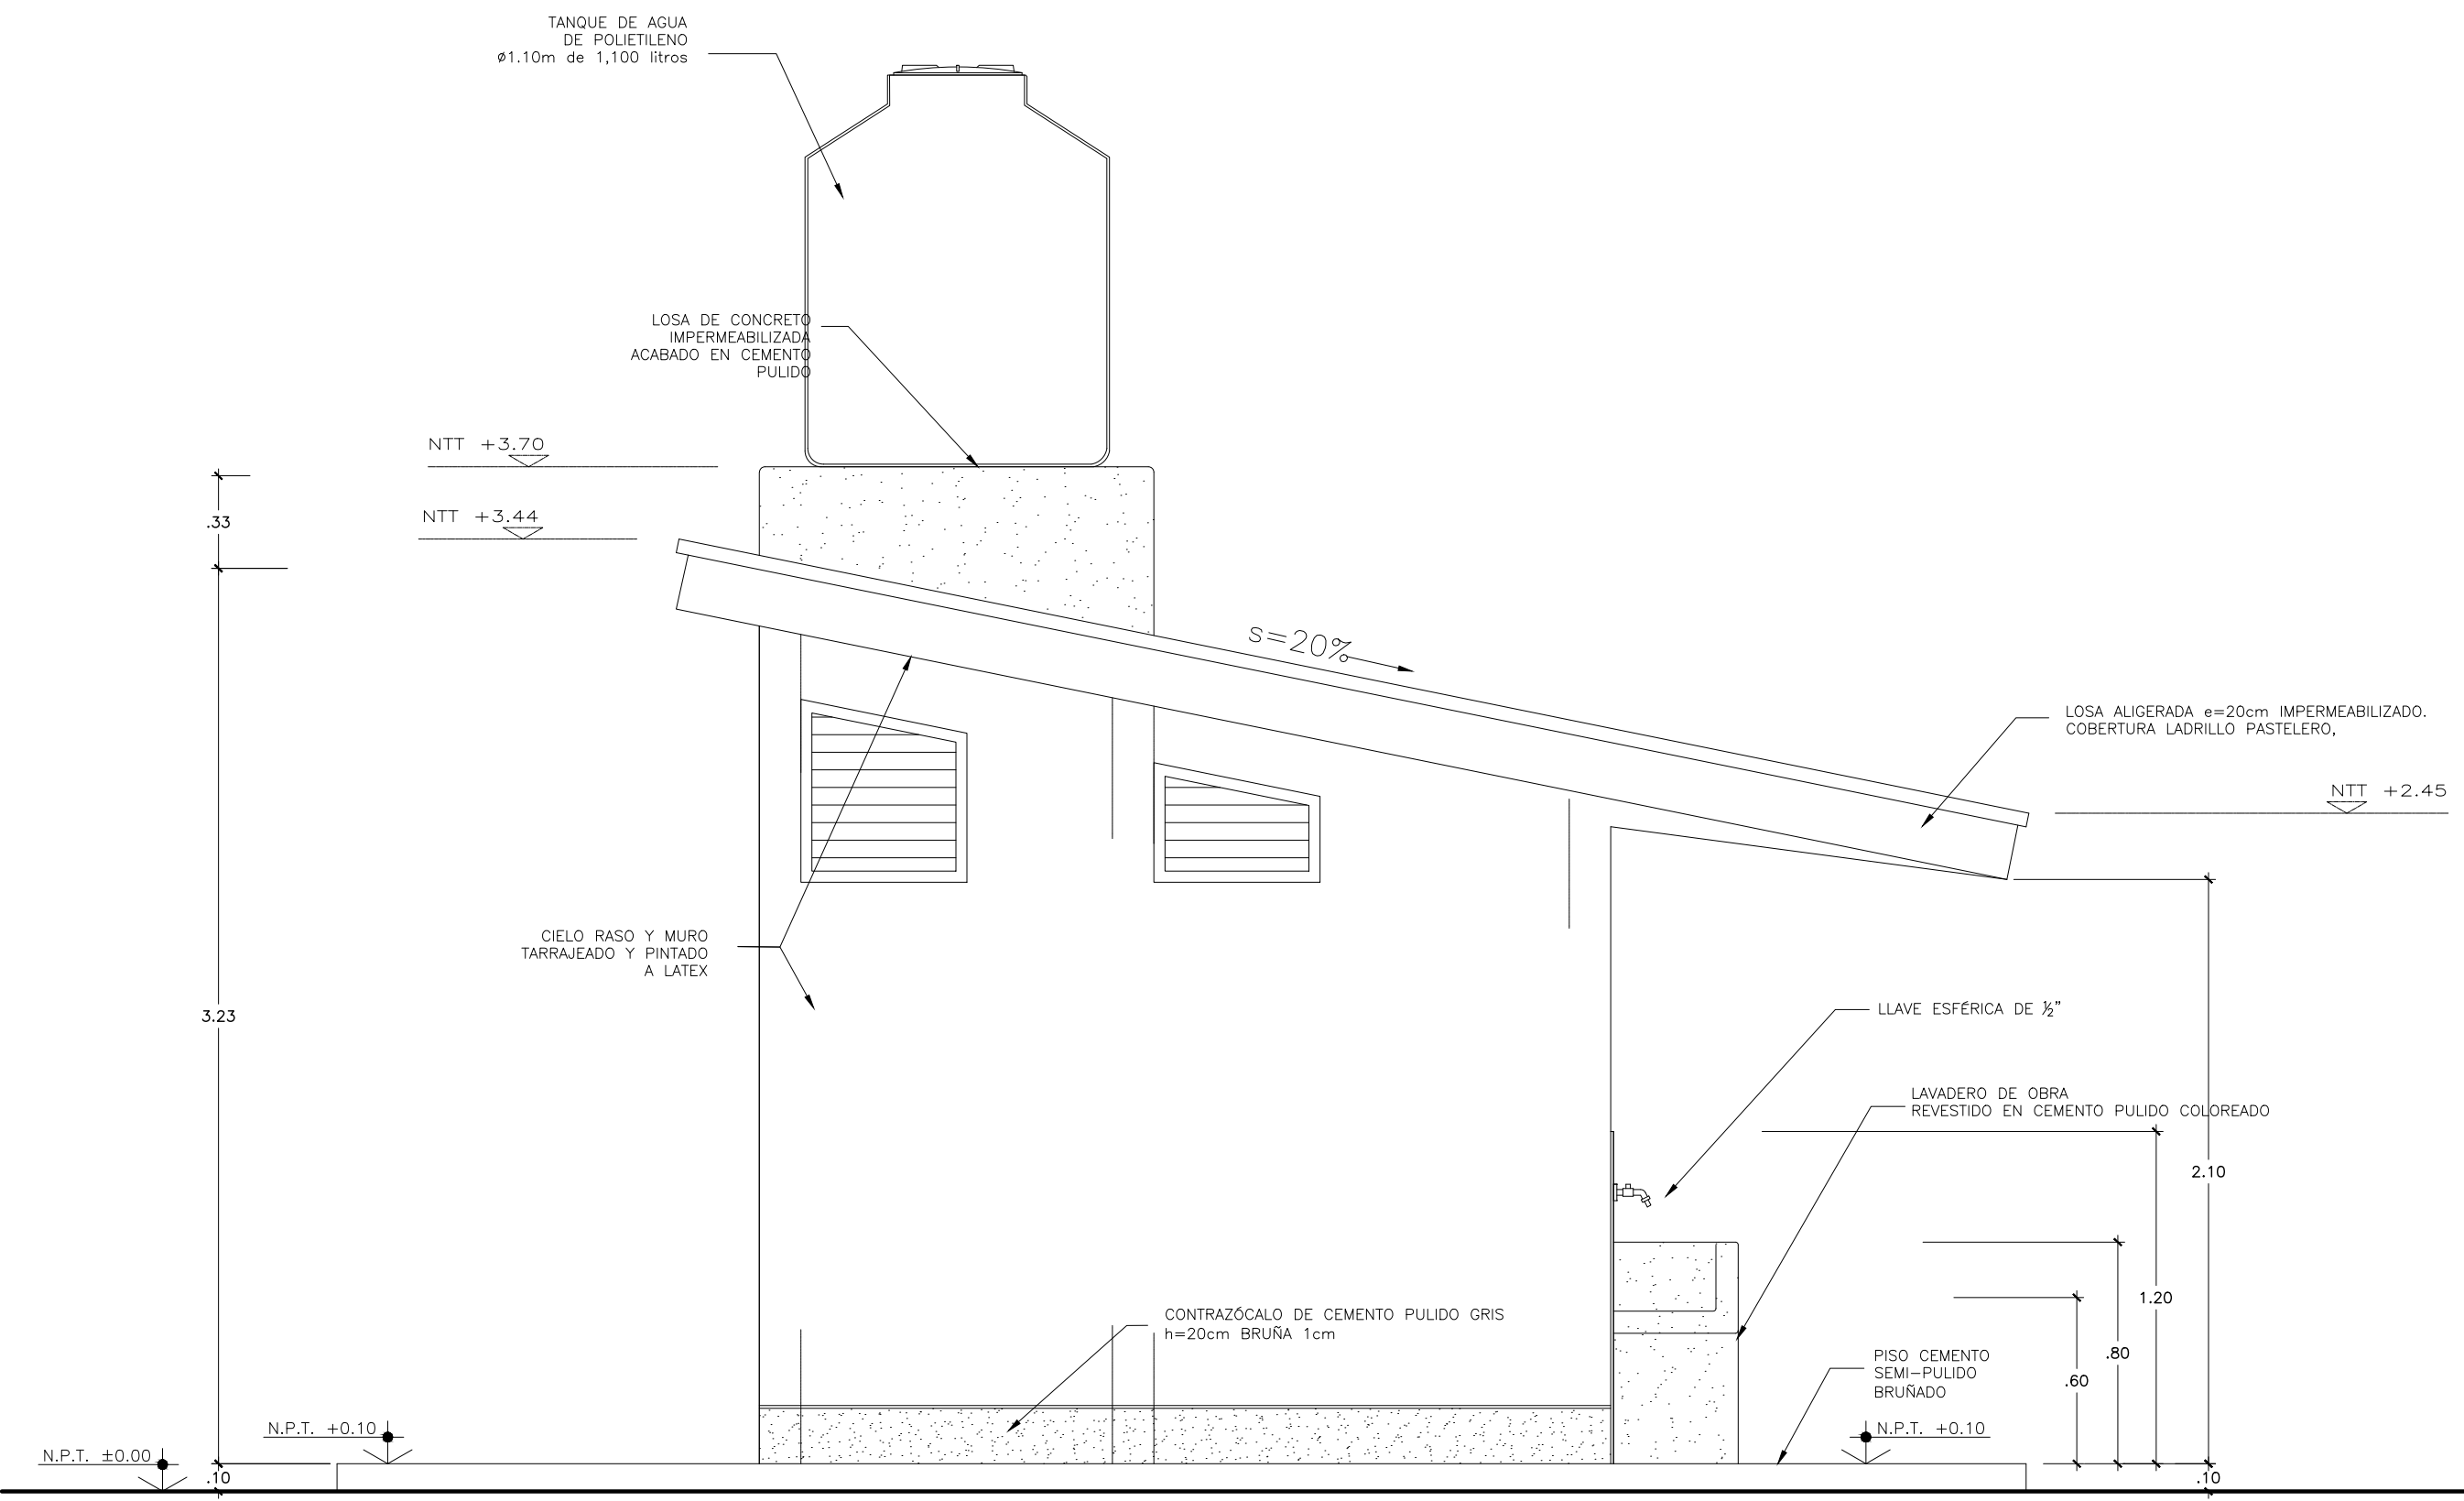 TANQUE DE AGUA
DE POLIETILENO
ø1.10m de 1,100 litros
LOSA DE CONCRETO
IMPERMEABILIZADA
ACABADO EN CEMENTO
PULIDO
NTT +3.70
NTT +3.44
.33
s=20%
LOSA ALIGERADA e=20cm IMPERMEABILIZADO.
COBERTURA LADRILLO PASTELERO,
NTT +2.45
CIELO RASO Y MURO
TARRAJEADO Y PINTADO
A LATEX
3.23
LLAVE ESFÉRICA DE ½"
LAVADERO DE OBRA
REVESTIDO EN CEMENTO PULIDO COLOREADO
2.10
1.20
.80
.60
CONTRAZÓCALO DE CEMENTO PULIDO GRIS
h=20cm BRUÑA 1cm
PISO CEMENTO
SEMI-PULIDO
BRUÑADO
N.P.T. +0.10
N.P.T. +0.10
N.P.T. ±0.00
.10
.10